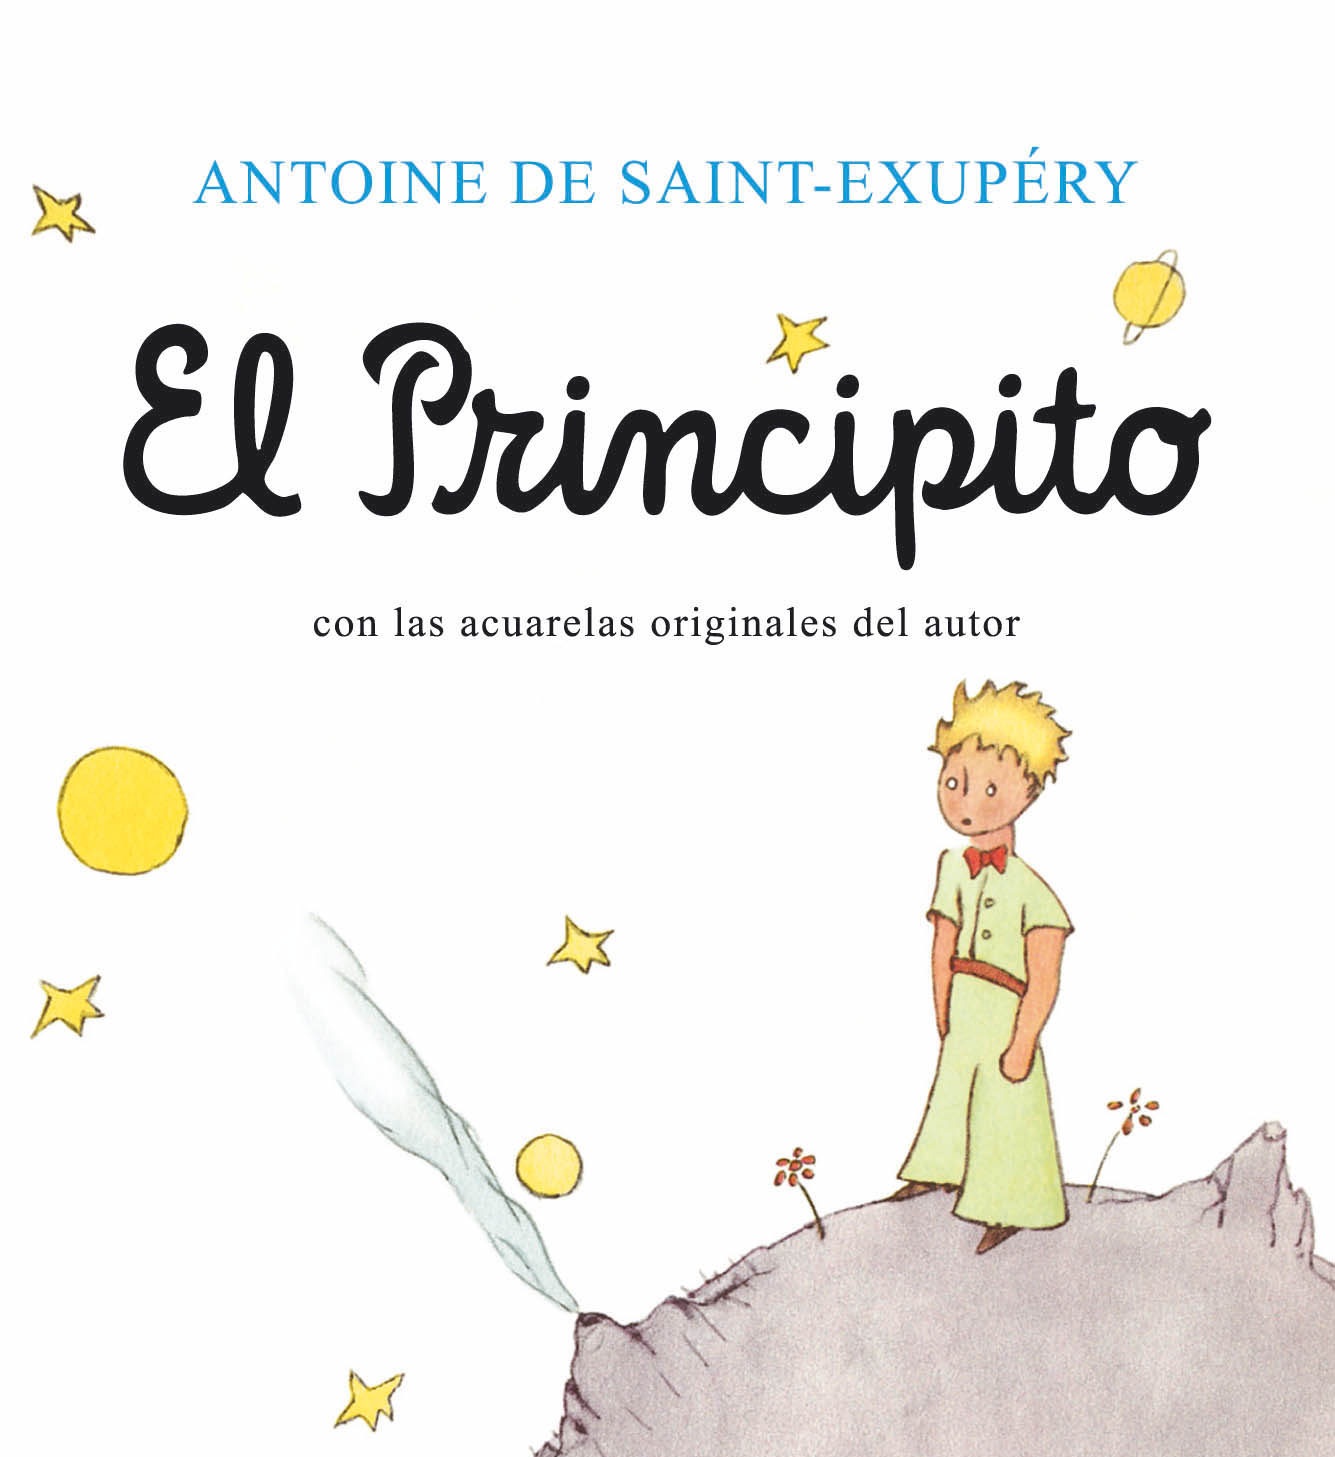 ANTOINE DE SAINT-EXUPÉRY
El Principito
con las acuarelas originales del autor